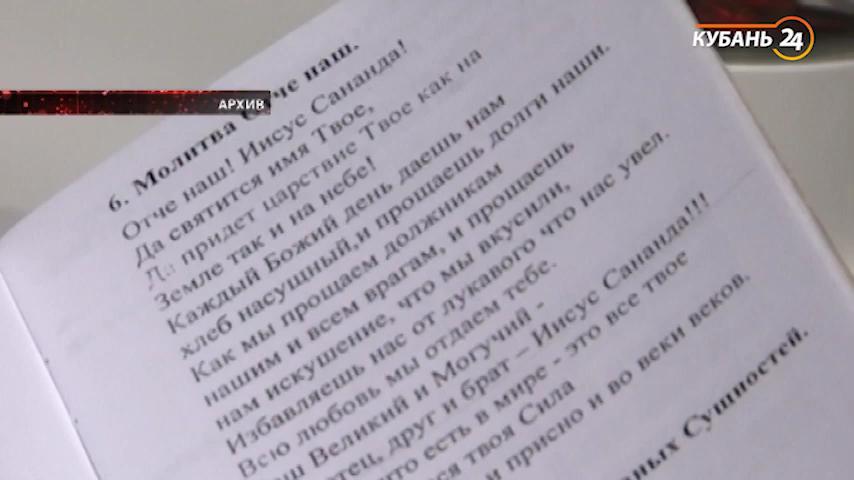 КУБАНЬ 24
АРХИВ
6. Молитва Отче наш.
Отче наш! Иисус Сананда!
Да святится имя Твое,
Да придет царствие Твое как на
Земле так и на небе!
Каждый Божий день даешь нам
хлеб насущный,и прощаешь долги наши.
Как мы прощаем должникам
нашим и всем врагам, и прощаешь
нам искушение, что мы вкусили,
Избавляешь нас от лукавого что нас увел.
Всю любовь мы отдаем тебе.
Великий и Могучий -
друг и брат – Иисус Сананда!!!
что есть в мире - это все твое
твоя Сила
и присно и во веки веков.
Сущностей.